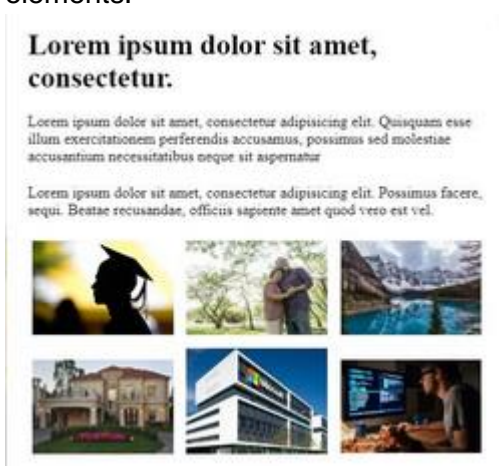 elements.
Lorem ipsum dolor sit amet,
consectetur.
Lorem ipsum dolor sit amet, consectetur adipisicing elit. Quisquam esse
illum exercitationem perferendis accusamus, possimus sed molestiae
accusantium necessitatibus neque sit aspernatur
Lorem ipsum dolor sit amet, consectetur adipisicing elit. Possimus facere,
sequi. Beatae recusandae, officiis sapiente amet quod vero est vel.